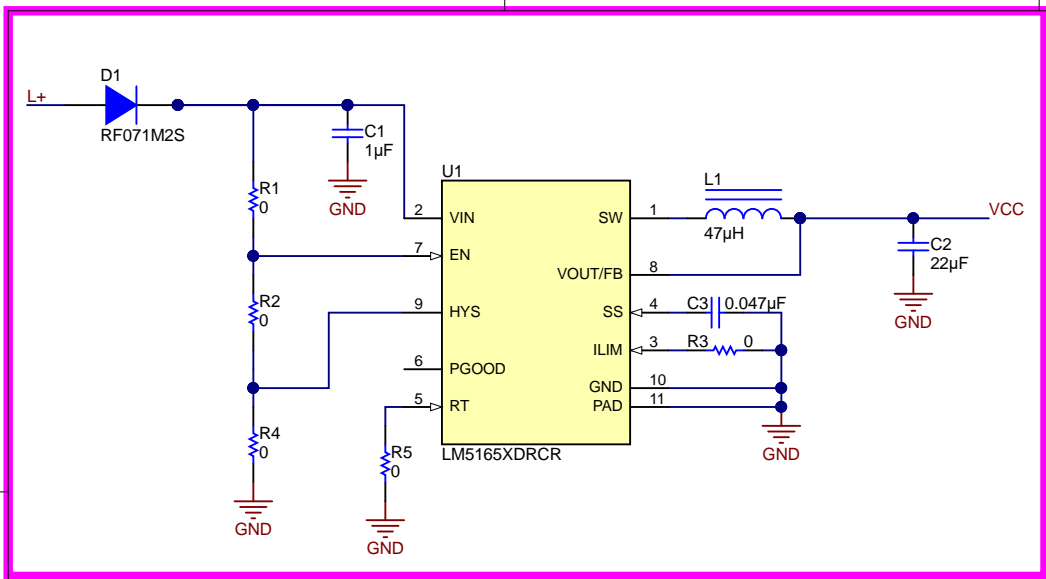 D1
L+
RF071M2S
C1
1µF
GND
R1
0
R2
0
R4
0
GND
U1
2 VIN
7 EN
9 HYS
6 PGOOD
5 RT
SW 1
VOUT/FB 8
SS 4
ILIM 3
GND 10
PAD 11
LM5165XDRCR
R5
0
GND
L1
47µH
VCC
C2
22µF
GND
C3 0.047µF
R3 0
GND